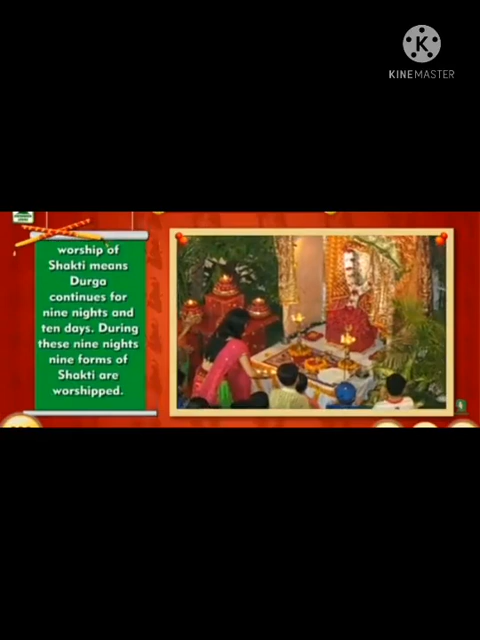 KINEMASTER
worship of
Shakti means
Durga
continues for
nine nights and
ten days. During
these nine nights
nine forms of
Shakti are
worshipped.